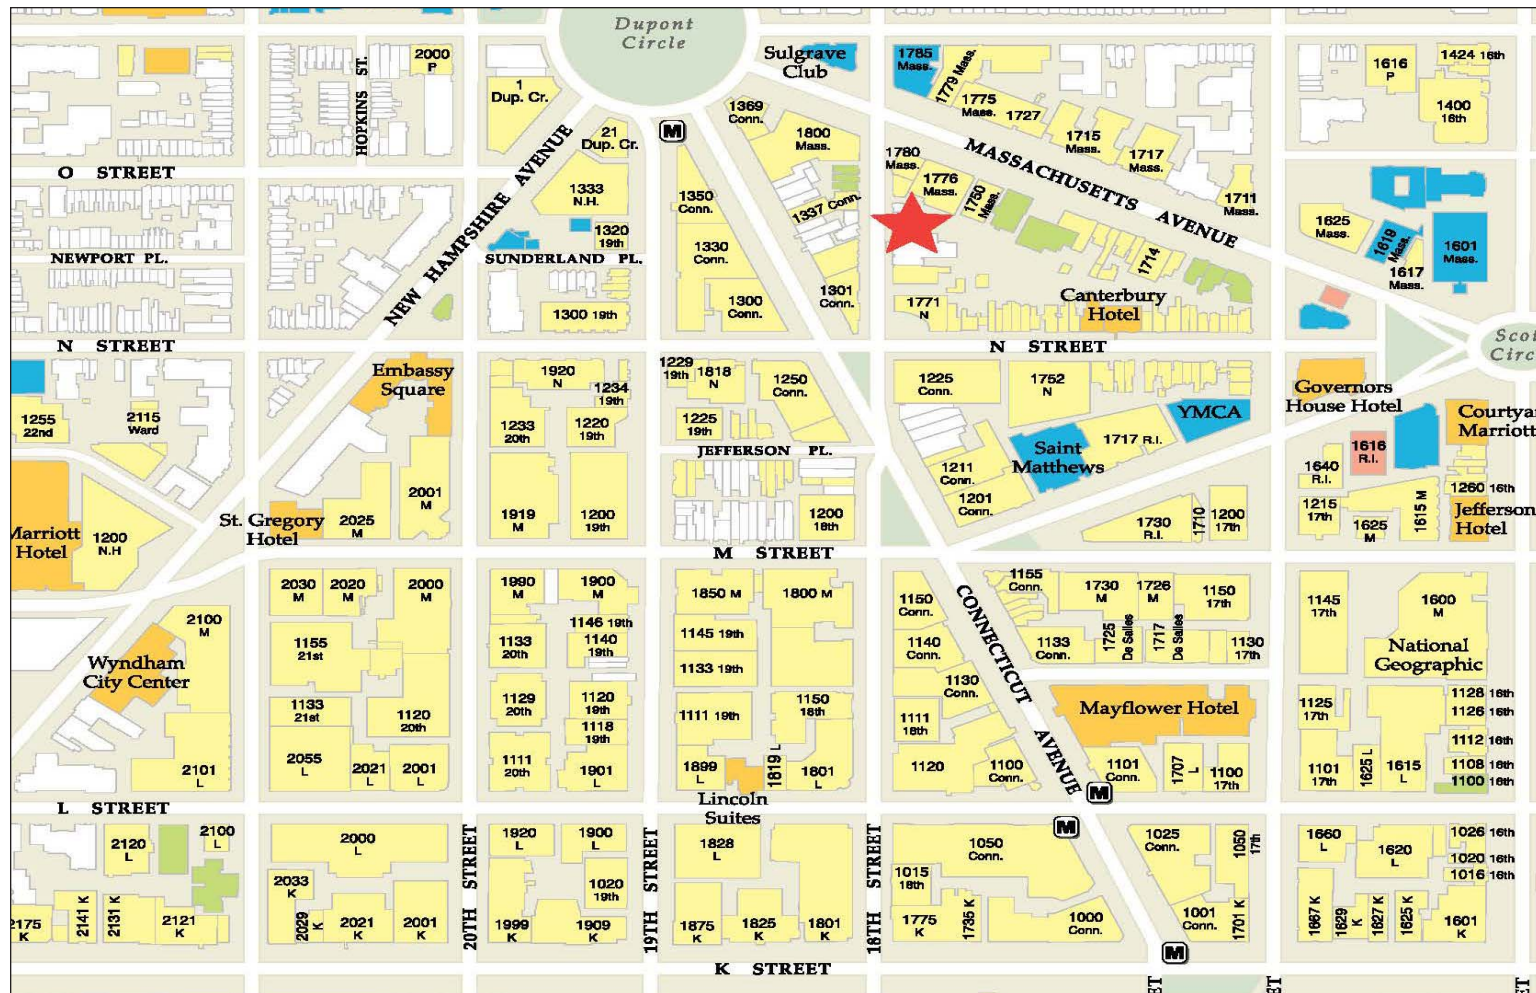 Dupont
Circle
Sulgrave
Club
1785
Mass.
1779 Mass.
1775
Mass.
1727
1715
Mass.
1717
Mass.
1711
Mass.
1616
P
1424 16th
1400
16th
2000
P
HOPKINS ST.
1
Dup. Cr.
21
Dup. Cr.
M
1369
Conn.
1800
Mass.
1780
Mass.
1776
Mass.
1750
Mass.
MASSACHUSETTS AVENUE
O STREET
NEW HAMPSHIRE AVENUE
1333
N.H.
1350
Conn.
1337 Conn.
1320
19th
1330
Conn.
1714
1625
Mass.
1619
Mass.
1617
Mass.
1601
Mass.
NEWPORT PL.
SUNDERLAND PL.
1300 19th
1300
Conn.
1301
Conn.
1771
N
Canterbury
Hotel
N STREET
N STREET
Embassy
Square
1920
N
1234
19th
1229
19th
1818
N
1250
Conn.
1225
Conn.
1752
N
Governors
House Hotel
1255
22nd
2115
Ward
1233
20th
1220
19th
1225
19th
JEFFERSON PL.
1717 R.I.
YMCA
Saint
Matthews
1211
Conn.
1201
Conn.
1616
R.I.
1640
R.I.
1260 16th
1215
17th
1625
M
1615 M
Jefferson
Hotel
Marriott
Hotel
1200
N.H
St. Gregory
Hotel
2025
M
2001
M
1919
M
1200
19th
1200
18th
1730
R.I.
1710
1200
17th
M STREET
2030
M
2020
M
2000
M
1990
M
1900
M
1850 M
1800 M
1150
Conn.
CONNECTICUT AVENUE
1155
Conn.
1730
M
1726
M
1150
17th
1145
17th
1600
M
National
Geographic
2100
M
1155
21st
1133
20th
1146 19th
1140
19th
1145 19th
1133 19th
1140
Conn.
1133
Conn.
1725
De Salles
1717
De Salles
1130
17th
Wyndham
City Center
1133
21st
1120
20th
1129
20th
1120
19th
1118
19th
1111 19th
1150
18th
1130
Conn.
1111
18th
Mayflower Hotel
1125
17th
1128 16th
1126 16th
1112 16th
1108 16th
1100 16th
2101
L
2055
L
2021
L
2001
L
1111
20th
1901
L
1899
L
1819 L
1801
L
1120
1100
Conn.
1101
Conn.
1707
L
1100
17th
1101
17th
1625 L
1615
L
M
M
L STREET
Lincoln
Suites
2120
L
2100
L
2000
L
1920
L
1900
L
1828
L
1050
Conn.
1025
Conn.
1050
17th
1660
L
1620
L
1026 16th
1020 16th
1016 16th
2033
K
1020
19th
1015
18th
2175
K
2141 K
2131 K
2121
K
2029
K
2021
K
2001
K
20TH STREET
1999
K
1909
K
19TH STREET
1875
K
1825
K
1801
K
18TH STREET
1775
K
1735 K
1000
Conn.
1001
Conn.
1701 K
1667 K
1629
K
1627 K
1625 K
1601
K
M
K STREET